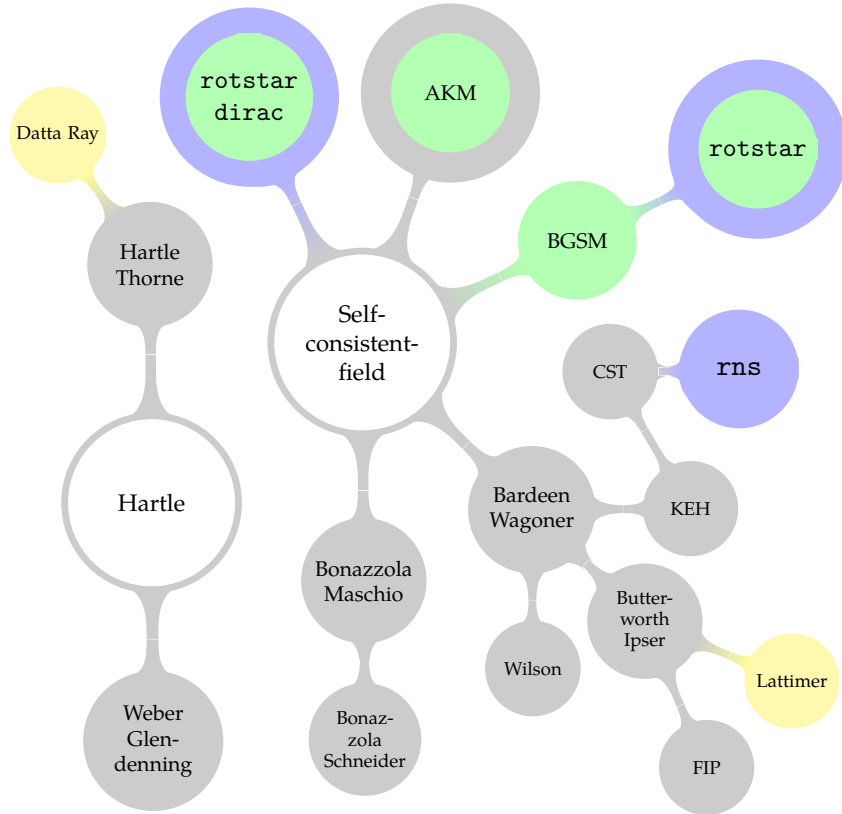 rotstar
dirac
AKM
Datta Ray
rotstar
Hartle
Thorne
BGSM
Self-
consistent-
field
CST
rns
Hartle
Bardeen
Wagoner
KEH
Bonazzola
Maschio
Butter-
worth
Ipser
Wilson
Lattimer
Weber
Glen-
denning
Bonaz-
zola
Schneider
FIP